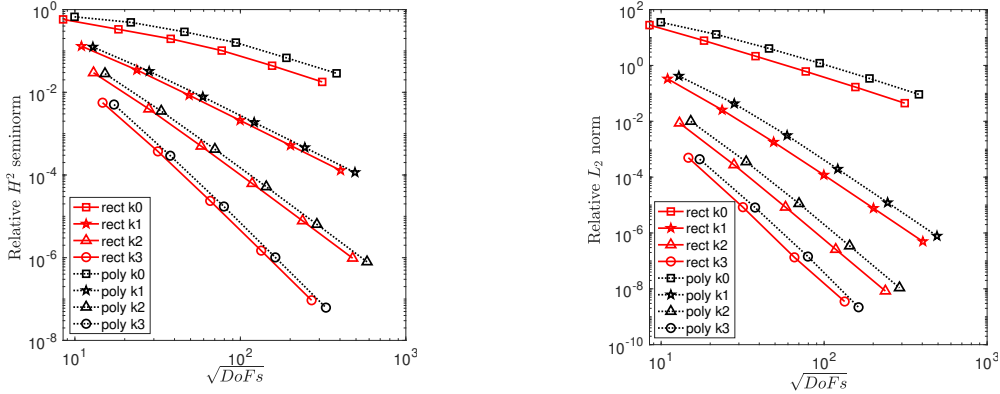 10^0
10^-2
10^-4
10^-6
10^-8
Relative H^2 seminorm
rect k0
rect k1
rect k2
rect k3
poly k0
poly k1
poly k2
poly k3
10^1
10^2
10^3
√DoFs
10^2
10^0
10^-2
10^-4
10^-6
10^-8
10^-10
Relative L_2 norm
rect k0
rect k1
rect k2
rect k3
poly k0
poly k1
poly k2
poly k3
10^1
10^2
10^3
√DoFs